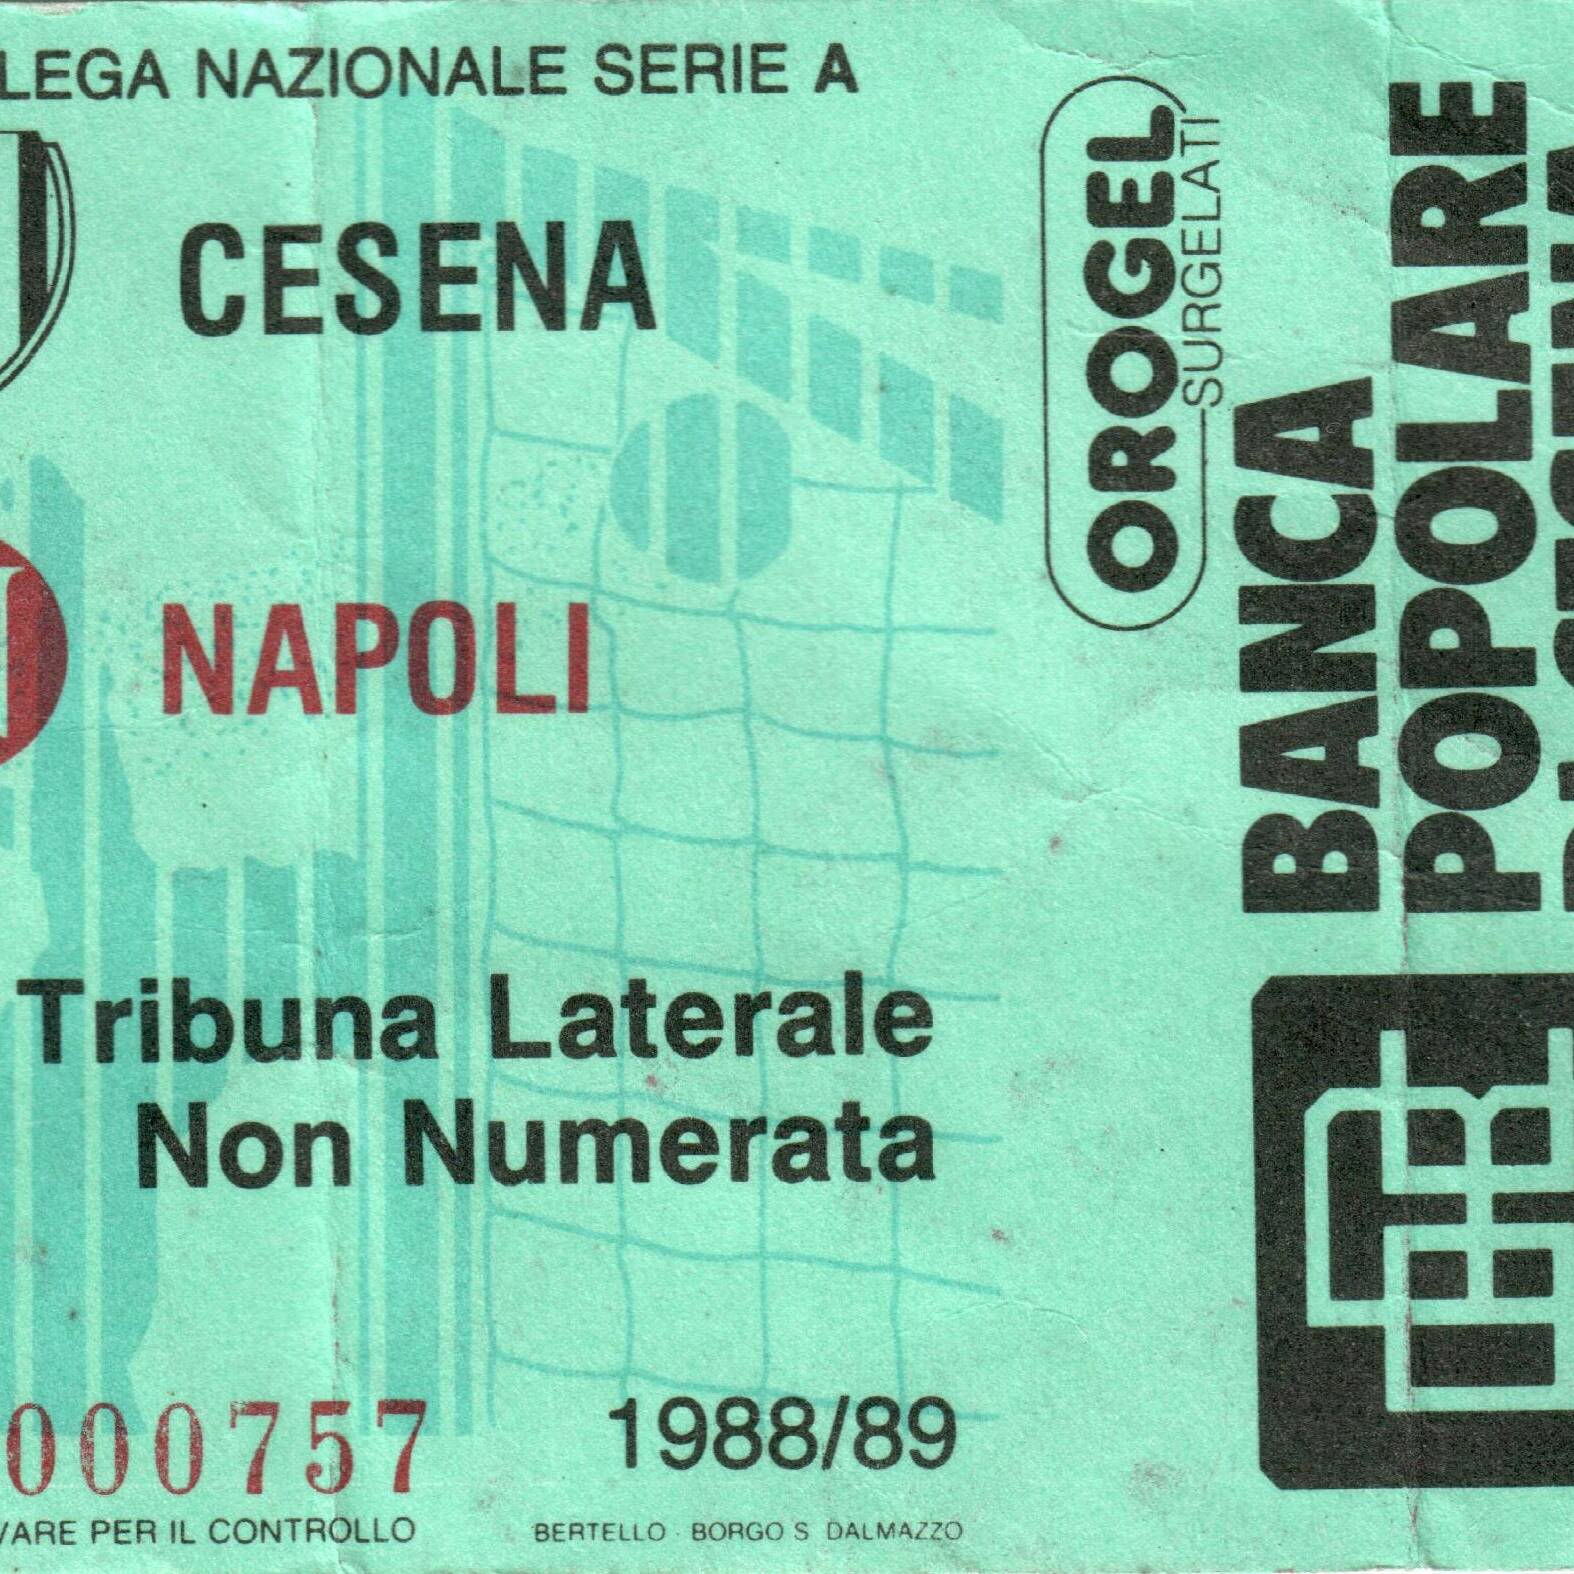 LEGA NAZIONALE SERIE A
CESENA
NAPOLI
Tribuna Laterale
Non Numerata
000757
1988/89
PER IL CONTROLLO
BERTELLO · BORGO S. DALMAZZO
OROGEL
SURGELATI
BANCA
POPOLARE